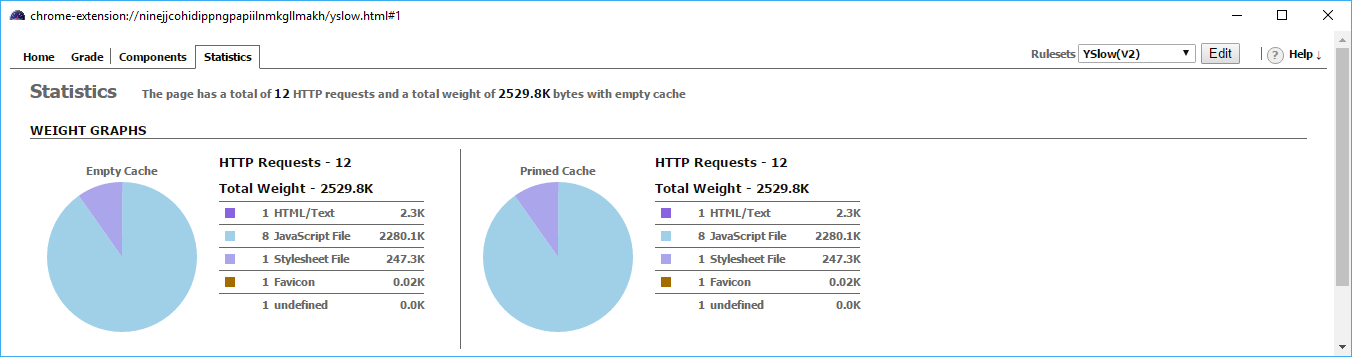 chrome-extension://ninejjcohidippngpapiilnmkgllmakh/yslow.html#1
Home Grade Components Statistics Rulesets YSlow(V2) Edit ? Help ↓
Statistics The page has a total of 12 HTTP requests and a total weight of 2529.8K bytes with empty cache
WEIGHT GRAPHS
Empty Cache
HTTP Requests - 12
Total Weight - 2529.8K
1 HTML/Text 2.3K
8 JavaScript File 2280.1K
1 Stylesheet File 247.3K
1 Favicon 0.02K
1 undefined 0.0K
Primed Cache
HTTP Requests - 12
Total Weight - 2529.8K
1 HTML/Text 2.3K
8 JavaScript File 2280.1K
1 Stylesheet File 247.3K
1 Favicon 0.02K
1 undefined 0.0K